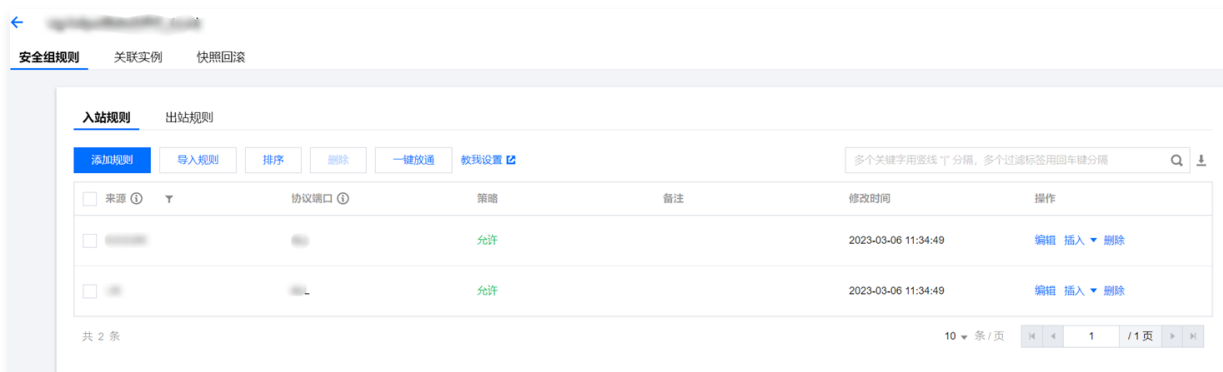 安全组规则 关联实例 快照回滚
入站规则 出站规则
添加规则 导入规则 排序 删除 一键放通 教我设置 多个关键字用竖线 "|" 分隔，多个过滤标签用回车键分隔
来源 协议端口 策略 备注 修改时间 操作
允许 2023-03-06 11:34:49 编辑 插入 删除
允许 2023-03-06 11:34:49 编辑 插入 删除
共 2 条 10 条 / 页 1 / 1 页